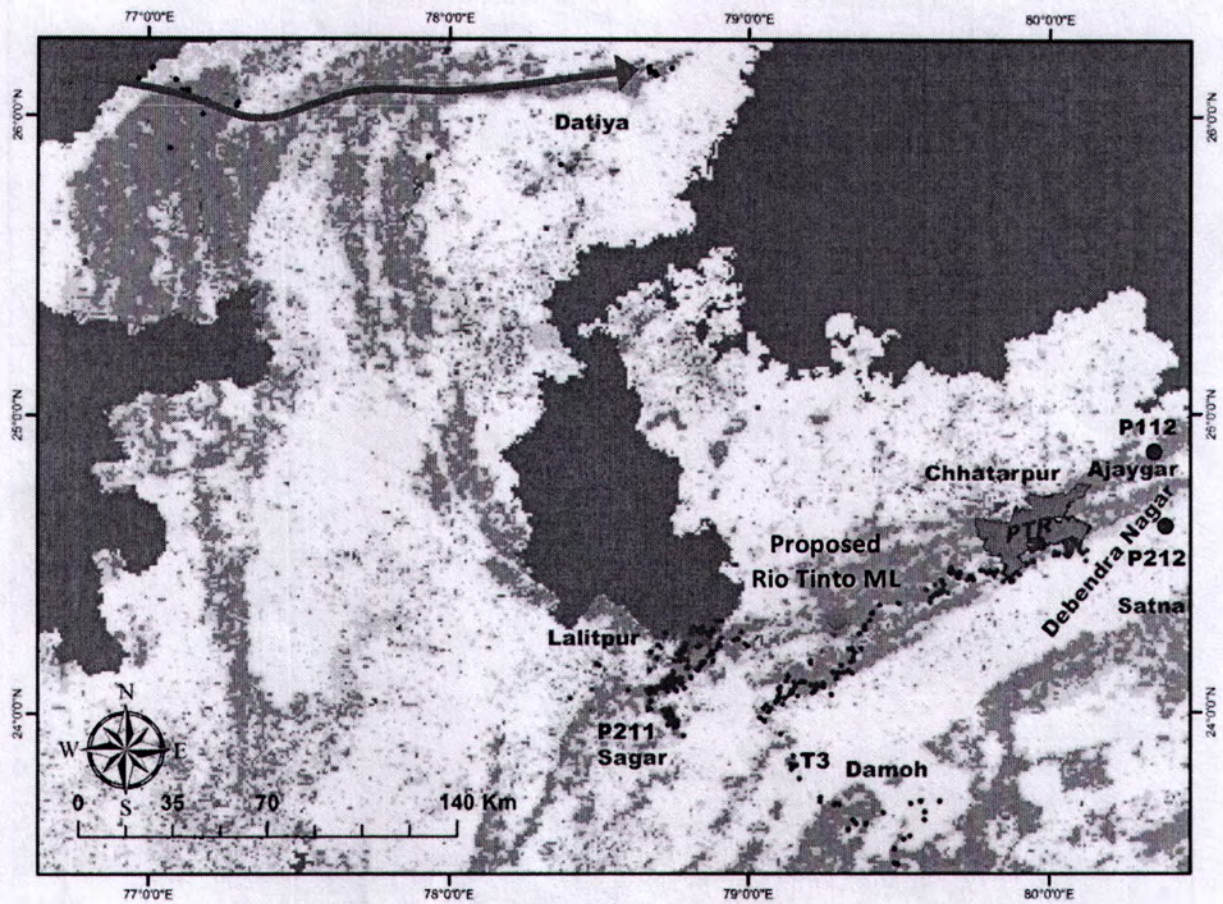 77°0'0"E 78°0'0"E 79°0'0"E 80°0'0"E
26°0'0"N
26°0'0"N
Datiya
25°0'0"N
25°0'0"N
P112
Chhatarpur
Ajaygar
PTR
Proposed
Rio Tinto ML
Debendra Nagar
P212
Satna
Lalitpur
24°0'0"N
24°0'0"N
N
W
E
S
P211
Sagar
T3
Damoh
0 35 70 140 Km
77°0'0"E 78°0'0"E 79°0'0"E 80°0'0"E